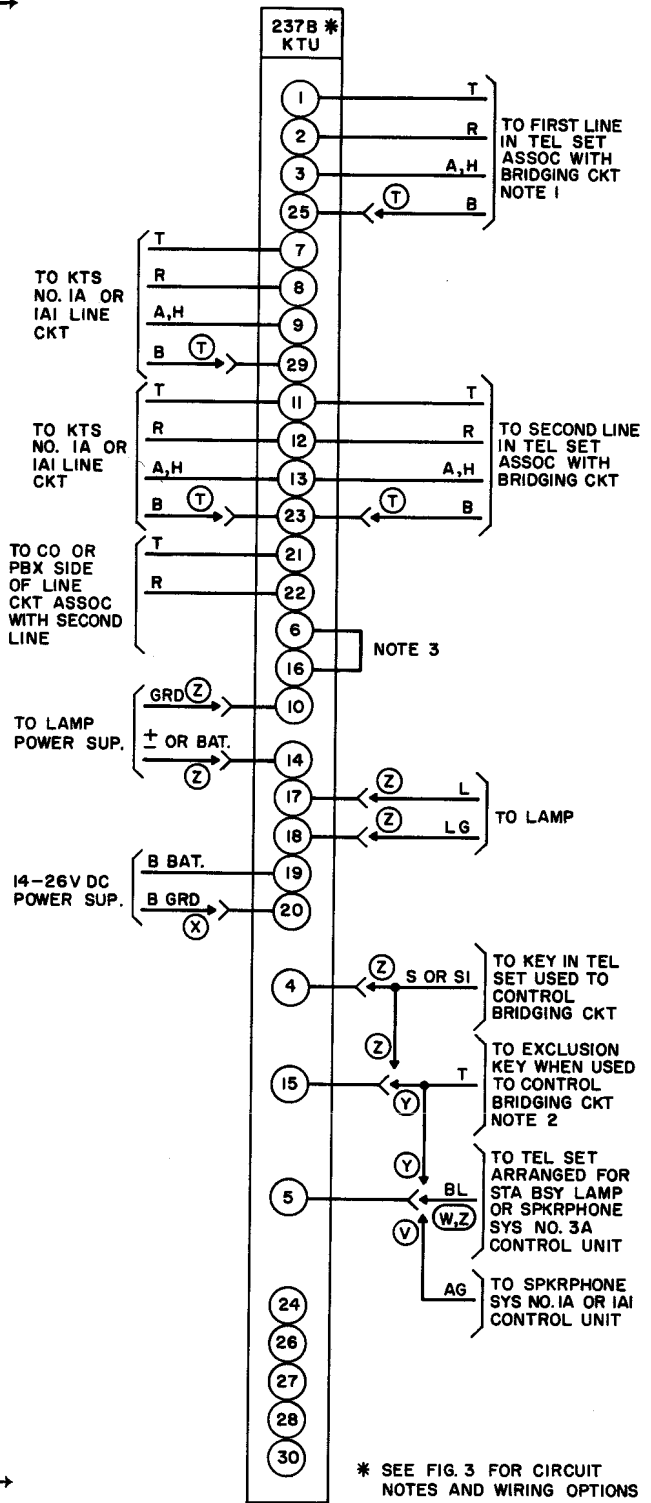 237B *
KTU
1
T
2
R
3
A,H
25
T
B
TO FIRST LINE
IN TEL SET
ASSOC WITH
BRIDGING CKT
NOTE 1
TO KTS
NO. 1A OR
1A1 LINE
CKT
T
7
R
8
A,H
9
B
T
29
TO KTS
NO. 1A OR
1A1 LINE
CKT
T
11
T
R
12
R
A,H
13
A,H
B
T
23
T
B
TO SECOND LINE
IN TEL SET
ASSOC WITH
BRIDGING CKT
TO CO OR
PBX SIDE
OF LINE
CKT ASSOC
WITH SECOND
LINE
T
21
R
22
6
16
NOTE 3
TO LAMP
POWER SUP.
GRD
Z
10
± OR BAT.
Z
14
17
Z
L
18
Z
LG
TO LAMP
14-26V DC
POWER SUP.
B BAT.
19
B GRD
X
20
4
Z
S OR S1
TO KEY IN TEL
SET USED TO
CONTROL
BRIDGING CKT
Z
15
Y
T
TO EXCLUSION
KEY WHEN USED
TO CONTROL
BRIDGING CKT
NOTE 2
Y
5
BL
W,Z
TO TEL SET
ARRANGED FOR
STA BSY LAMP
OR SPKRPHONE
SYS NO. 3A
CONTROL UNIT
V
AG
TO SPKRPHONE
SYS NO. 1A OR 1A1
CONTROL UNIT
24
26
27
28
30
* SEE FIG. 3 FOR CIRCUIT
NOTES AND WIRING OPTIONS